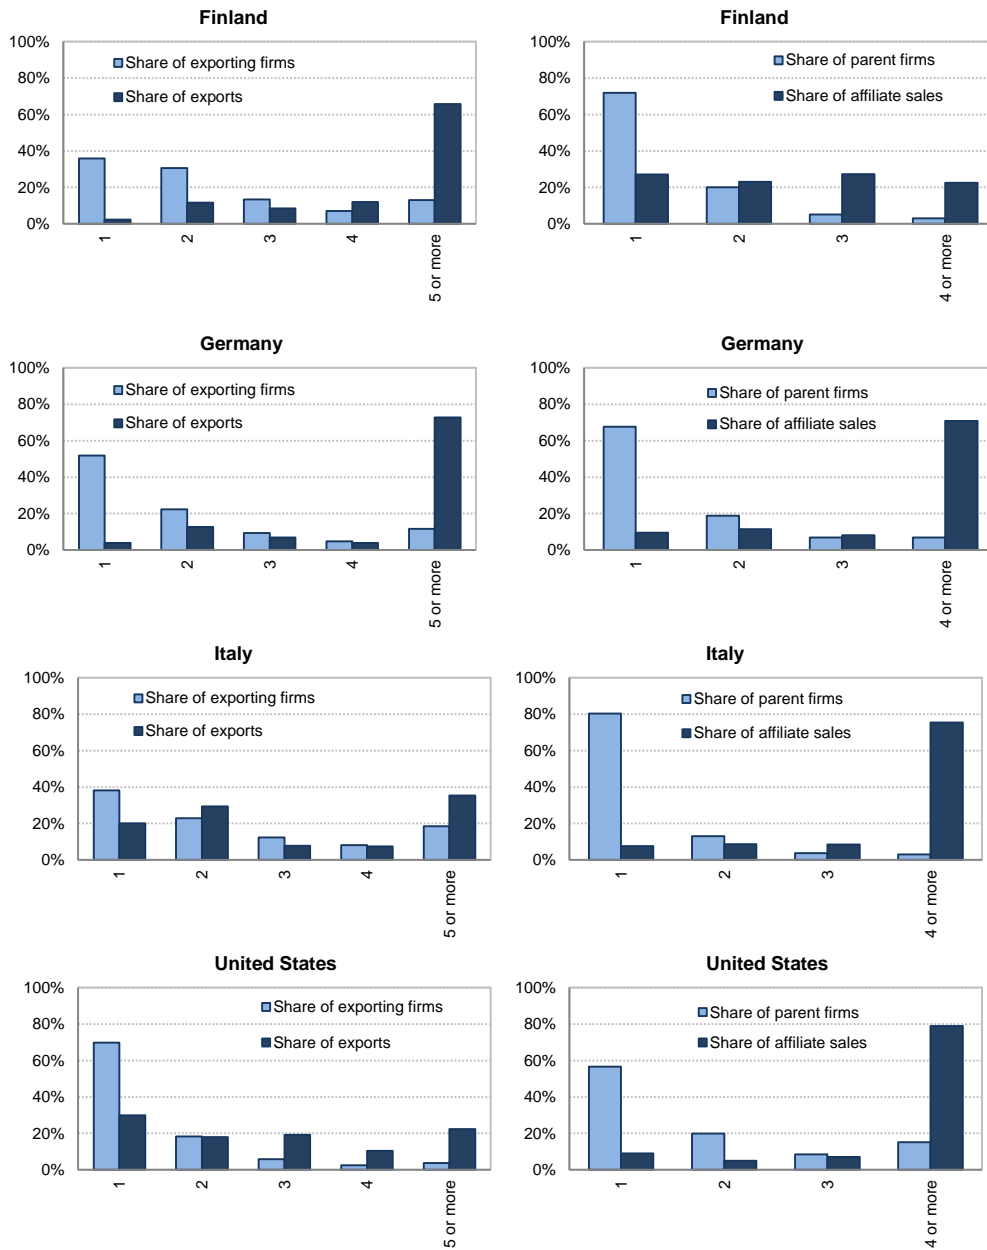 Finland
100%
80%
60%
40%
20%
0%
Share of exporting firms
Share of exports
1
2
3
4
5 or more
Finland
100%
80%
60%
40%
20%
0%
Share of parent firms
Share of affiliate sales
1
2
3
4 or more
Germany
100%
80%
60%
40%
20%
0%
Share of exporting firms
Share of exports
1
2
3
4
5 or more
Germany
100%
80%
60%
40%
20%
0%
Share of parent firms
Share of affiliate sales
1
2
3
4 or more
Italy
100%
80%
60%
40%
20%
0%
Share of exporting firms
Share of exports
1
2
3
4
5 or more
Italy
100%
80%
60%
40%
20%
0%
Share of parent firms
Share of affiliate sales
1
2
3
4 or more
United States
100%
80%
60%
40%
20%
0%
Share of exporting firms
Share of exports
1
2
3
4
5 or more
United States
100%
80%
60%
40%
20%
0%
Share of parent firms
Share of affiliate sales
1
2
3
4 or more